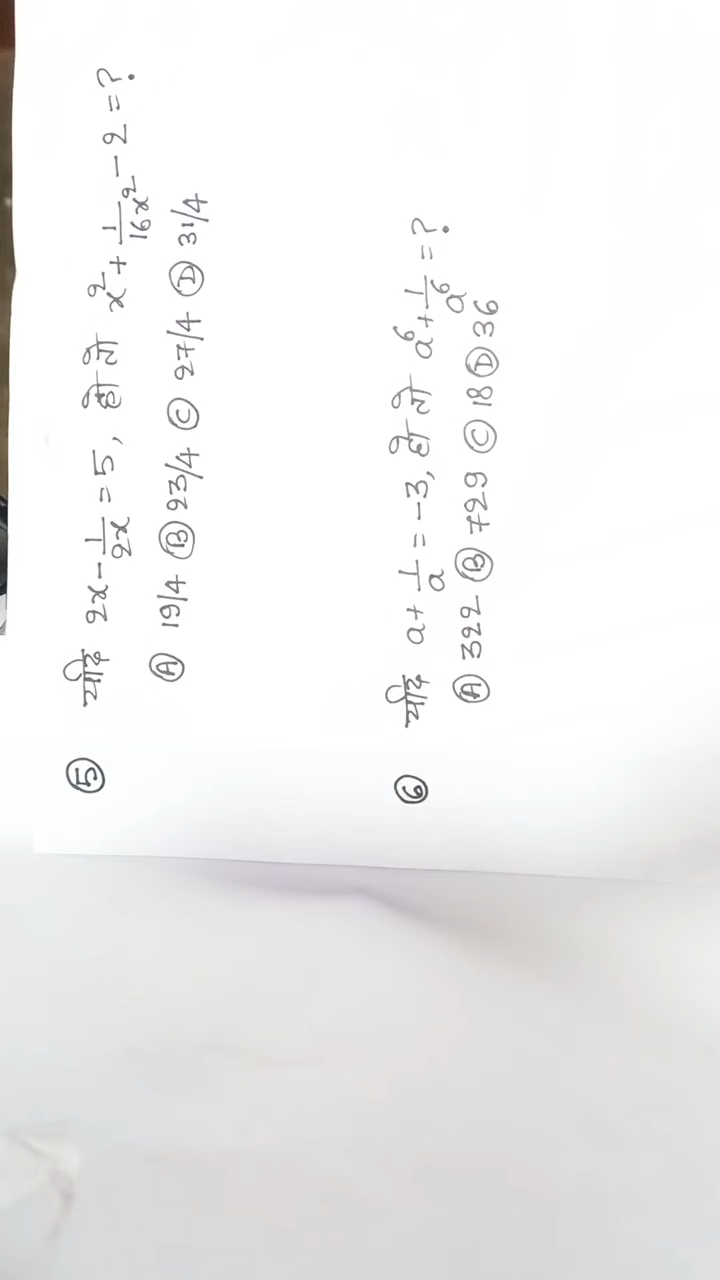 ⑤ यदि 2x - 1/2x = 5, हो तो x² + 1/16x² - 2 = ?
Ⓐ 19/4 Ⓑ 23/4 Ⓒ 27/4 Ⓓ 31/4
⑥ यदि a + 1/a = -3, हो तो a⁶ + 1/a⁶ = ?
Ⓐ 322 Ⓑ 729 Ⓒ 18 Ⓓ 36